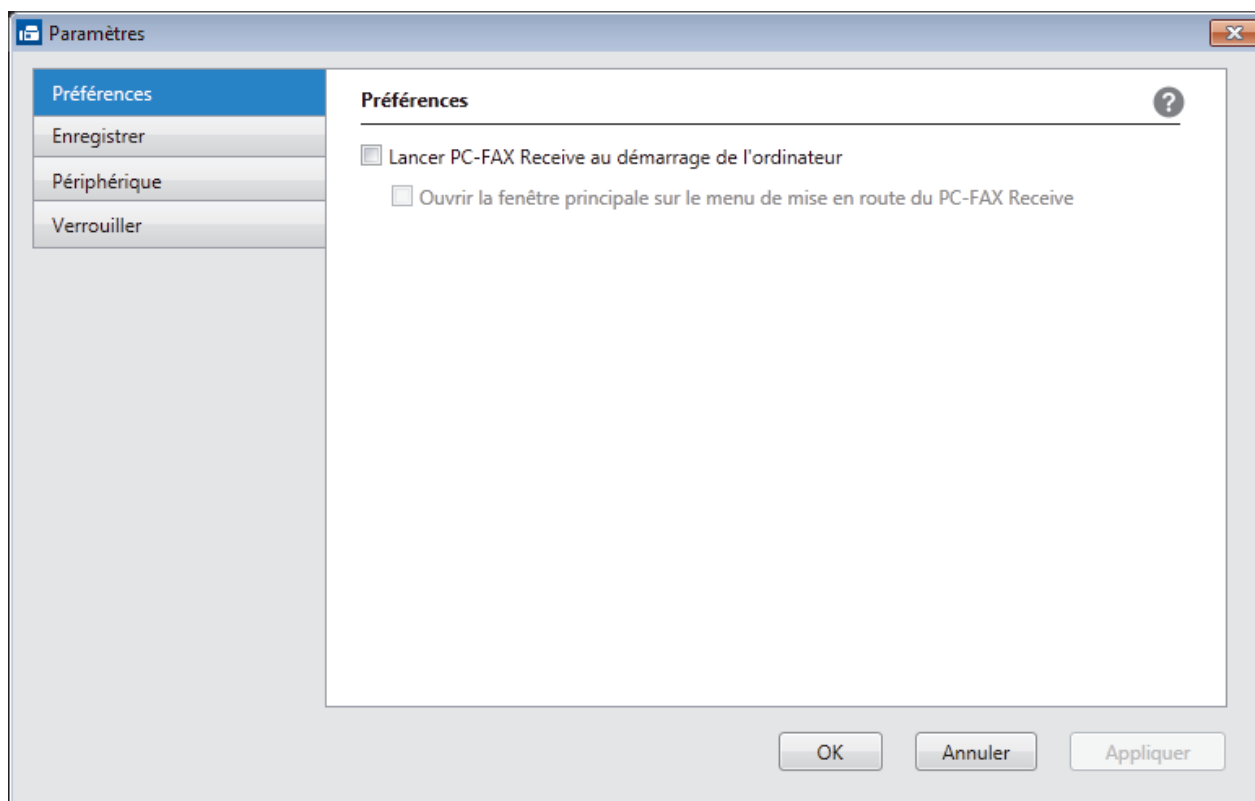 Paramètres
Préférences
Enregistrer
Périphérique
Verrouiller
Préférences
?
Lancer PC-FAX Receive au démarrage de l'ordinateur
Ouvrir la fenêtre principale sur le menu de mise en route du PC-FAX Receive
OK
Annuler
Appliquer